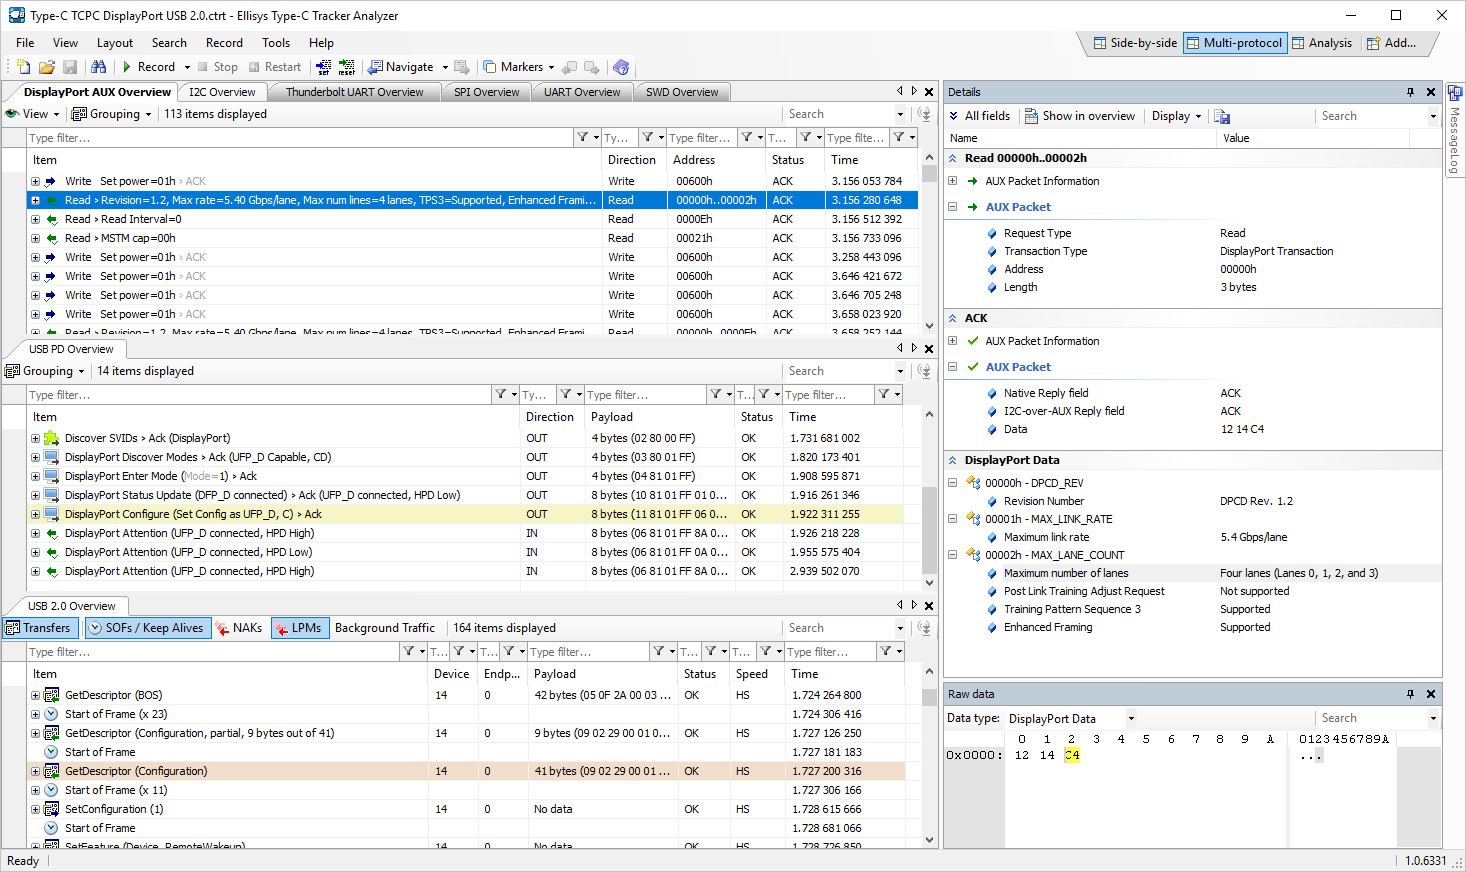 Type-C TCPC DisplayPort USB 2.0.ctrt - Ellisys Type-C Tracker Analyzer
File View Layout Search Record Tools Help
Side-by-side Multi-protocol Analysis Add...
Record Stop Restart Navigate Markers
DisplayPort AUX Overview I2C Overview Thunderbolt UART Overview SPI Overview UART Overview SWD Overview
View Grouping 113 items displayed Search
Type filter... Ty... Type filter... T... Type filter...
Item Direction Address Status Time
Write Set power=01h > ACK Write 00600h ACK 3.156 053 784
Read > Revision=1.2, Max rate=5.40 Gbps/lane, Max num lines=4 lanes, TPS3=Supported, Enhanced Frami... Read 00000h..00002h ACK 3.156 280 648
Read > Read Interval=0 Read 0000Eh ACK 3.156 512 392
Read > MSTM cap=00h Read 00021h ACK 3.156 733 096
Write Set power=01h > ACK Write 00600h ACK 3.258 443 096
Write Set power=01h > ACK Write 00600h ACK 3.646 421 672
Write Set power=01h > ACK Write 00600h ACK 3.646 705 248
Write Set power=01h > ACK Write 00600h ACK 3.658 023 920
Read > Revision=1.2, Max rate=5.40 Gbps/lane, Max num lines=4 lanes, TPS3=Supported, Enhanced Frami... Read 00000h..0000Eh ACK 3.658 252 144
USB PD Overview
Grouping 14 items displayed Search
Type filter... Ty... Type filter... T... Type filter...
Item Direction Payload Status Time
Discover SVIDs > Ack (DisplayPort) OUT 4 bytes (02 80 00 FF) OK 1.731 681 002
DisplayPort Discover Modes > Ack (UFP_D Capable, CD) OUT 4 bytes (03 80 01 FF) OK 1.820 173 401
DisplayPort Enter Mode (Mode=1) > Ack OUT 4 bytes (04 81 01 FF) OK 1.908 595 871
DisplayPort Status Update (DFP_D connected) > Ack (UFP_D connected, HPD Low) OUT 8 bytes (10 81 01 FF 01 0... OK 1.916 261 346
DisplayPort Configure (Set Config as UFP_D, C) > Ack OUT 8 bytes (11 81 01 FF 06 0... OK 1.922 311 255
DisplayPort Attention (UFP_D connected, HPD High) IN 8 bytes (06 81 01 FF 8A 0... OK 1.926 218 228
DisplayPort Attention (UFP_D connected, HPD Low) IN 8 bytes (06 81 01 FF 0A 0... OK 1.955 575 404
DisplayPort Attention (UFP_D connected, HPD High) IN 8 bytes (06 81 01 FF 8A... OK 2.939 502 070
USB 2.0 Overview
Transfers SOFs / Keep Alives NAKs LPMs Background Traffic 164 items displayed Search
Type filter... T... T... Type filter... T... T... Type filter...
Item Device Endp... Payload Status Speed Time
GetDescriptor (BOS) 14 0 42 bytes (05 0F 2A 00 03 ... OK HS 1.724 264 800
Start of Frame (x 23) 1.724 306 416
GetDescriptor (Configuration, partial, 9 bytes out of 41) 14 0 9 bytes (09 02 29 00 01 0... OK HS 1.727 126 250
Start of Frame 1.727 181 183
GetDescriptor (Configuration) 14 0 41 bytes (09 02 29 00 01 ... OK HS 1.727 200 316
Start of Frame (x 11) 1.727 306 166
SetConfiguration (1) 14 0 No data OK HS 1.728 615 666
Start of Frame 1.728 681 066
SetFeature (Device, RemoteWakeup) 14 0 No data OK HS 1.728 726 850
Ready
Details
All fields Show in overview Display Search
Name Value
Read 00000h..00002h
AUX Packet Information
AUX Packet
Request Type Read
Transaction Type DisplayPort Transaction
Address 00000h
Length 3 bytes
ACK
AUX Packet Information
AUX Packet
Native Reply field ACK
I2C-over-AUX Reply field ACK
Data 12 14 C4
DisplayPort Data
00000h - DPCD_REV
Revision Number DPCD Rev. 1.2
00001h - MAX_LINK_RATE
Maximum link rate 5.4 Gbps/lane
00002h - MAX_LANE_COUNT
Maximum number of lanes Four lanes (Lanes 0, 1, 2, and 3)
Post Link Training Adjust Request Not supported
Training Pattern Sequence 3 Supported
Enhanced Framing Supported
Raw data
Data type: DisplayPort Data Search
0 1 2 3 4 5 6 7 8 9 A 0123456789A
0x0000: 12 14 C4 ...
MessageLog
1.0.6331